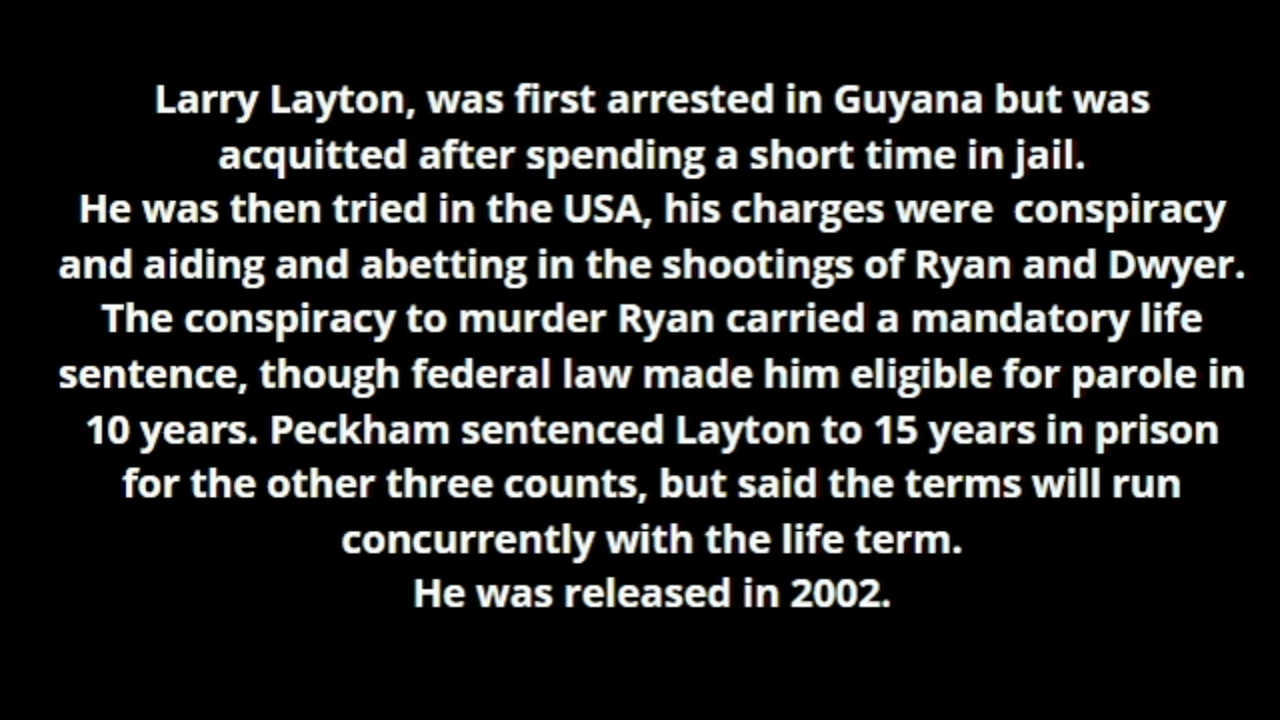 Larry Layton, was first arrested in Guyana but was
acquitted after spending a short time in jail.
He was then tried in the USA, his charges were  conspiracy
and aiding and abetting in the shootings of Ryan and Dwyer.
The conspiracy to murder Ryan carried a mandatory life
sentence, though federal law made him eligible for parole in
10 years. Peckham sentenced Layton to 15 years in prison
for the other three counts, but said the terms will run
concurrently with the life term.
He was released in 2002.